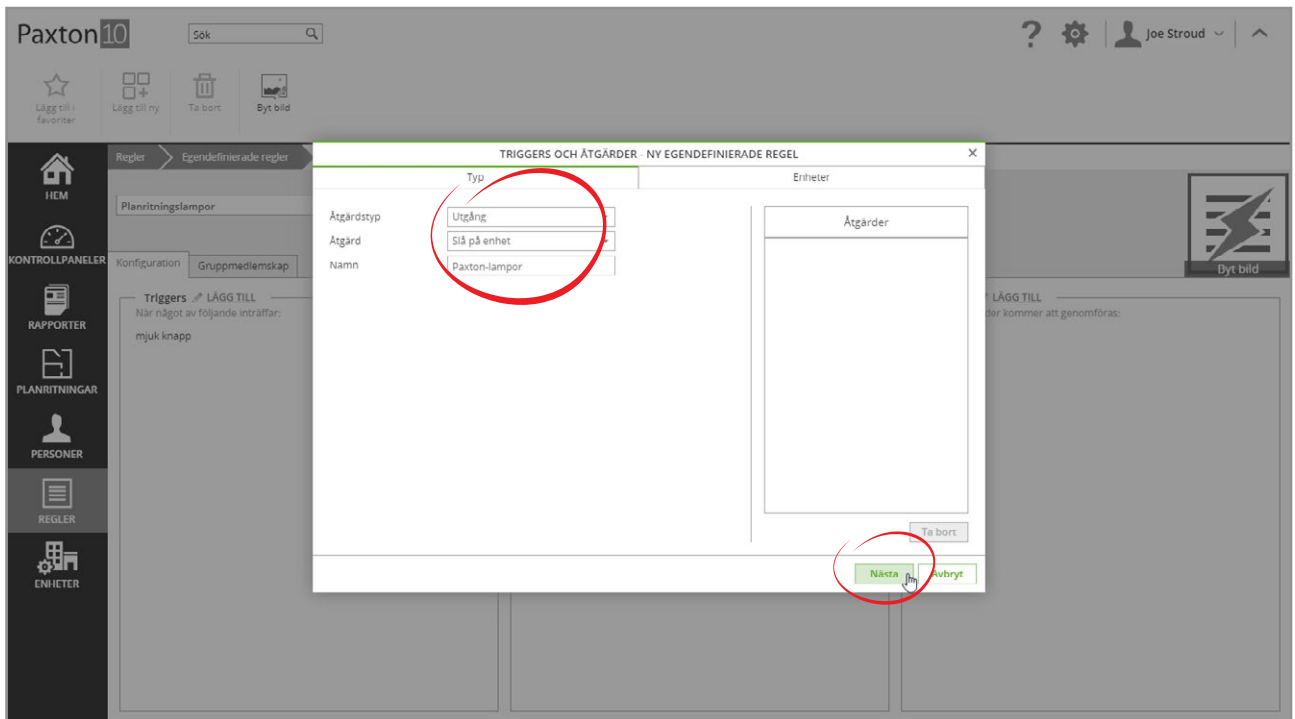 Paxton10
Sök
Joe Stroud
Lägg till i
favoriter
Lägg till ny
Ta bort
Byt bild
HEM
KONTROLLPANELER
RAPPORTER
PLANRITNINGAR
PERSONER
REGLER
ENHETER
Regler
Egendefinierade regler
Planritningslampor
Byt bild
Konfiguration
Gruppmedlemskap
Triggers LÄGG TILL
När något av följande inträffar:
mjuk knapp
LÄGG TILL
der kommer att genomföras:
TRIGGERS OCH ÅTGÄRDER - NY EGENDEFINIERADE REGEL
Typ
Enheter
Åtgärdstyp
Utgång
Åtgärd
Slå på enhet
Namn
Paxton-lampor
Åtgärder
Ta bort
Nästa
Avbryt